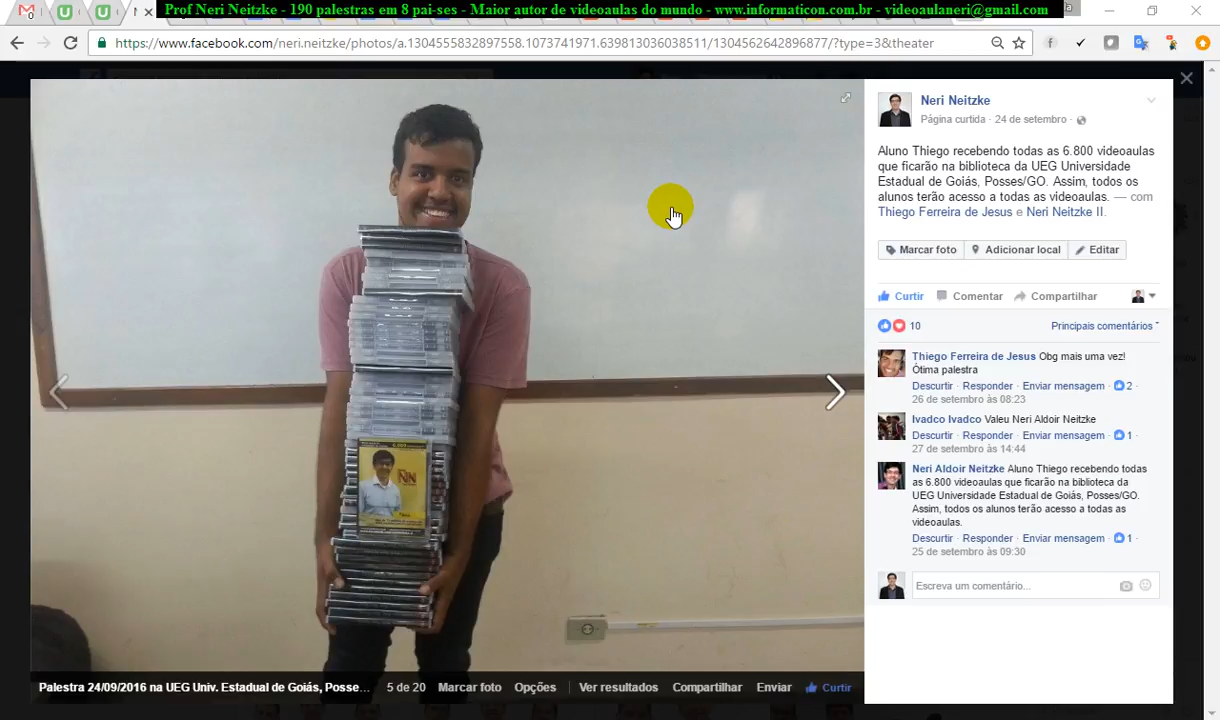 Prof Neri Neitzke - 190 palestras em 8 pai-ses - Maior autor de videoaulas do mundo - www.informaticon.com.br - videoaulaneri@gmail.com
https://www.facebook.com/neri.neitzke/photos/a.1304555832897558.1073741971.639813036038511/1304562642896877/?type=3&theater
Neri Neitzke
Página curtida · 24 de setembro ·
Aluno Thiego recebendo todas as 6.800 videoaulas
que ficarão na biblioteca da UEG Universidade
Estadual de Goiás, Posses/GO. Assim, todos os
alunos terão acesso a todas as videoaulas. — com
Thiego Ferreira de Jesus e Neri Neitzke II.
Marcar foto Adicionar local Editar
Curtir Comentar Compartilhar
10 Principais comentários
Thiego Ferreira de Jesus Obg mais uma vez!
Ótima palestra
Descurtir · Responder · Enviar mensagem · 2 ·
26 de setembro às 08:23
Ivadco Ivadco Valeu Neri Aldoir Neitzke
Descurtir · Responder · Enviar mensagem · 1 ·
27 de setembro às 14:44
Neri Aldoir Neitzke Aluno Thiego recebendo todas
as 6.800 videoaulas que ficarão na biblioteca da
UEG Universidade Estadual de Goiás, Posses/GO.
Assim, todos os alunos terão acesso a todas as
videoaulas.
Descurtir · Responder · Enviar mensagem · 1 ·
25 de setembro às 09:30
Escreva um comentário...
NN
Palestra 24/09/2016 na UEG Univ. Estadual de Goiás, Posse... 5 de 20 Marcar foto Opções Ver resultados Compartilhar Enviar Curtir